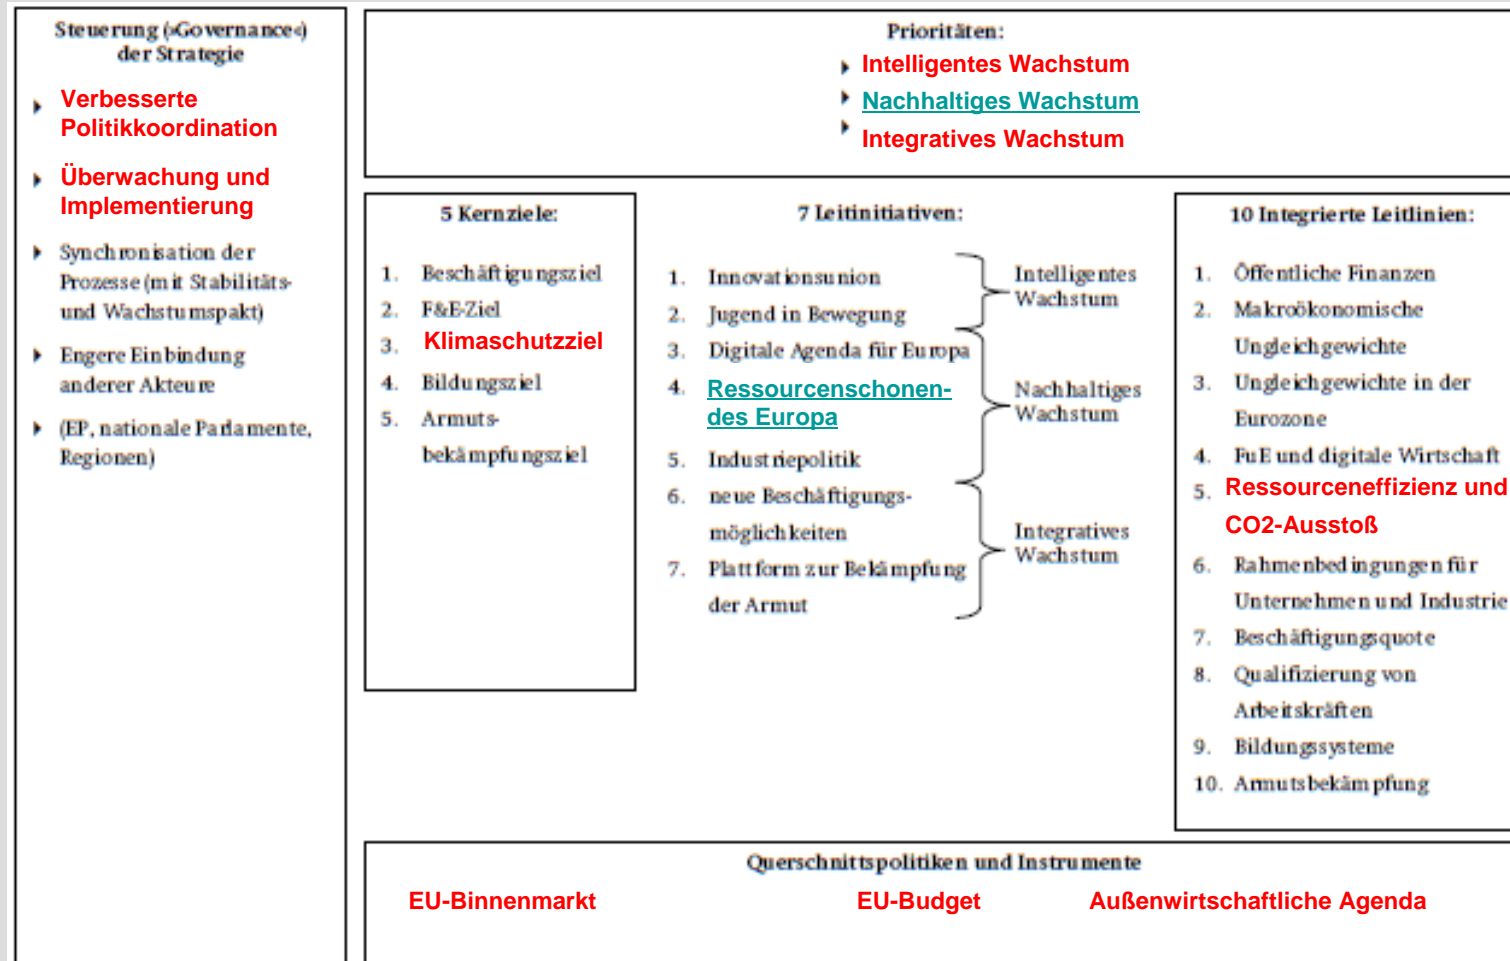 Steuerung (»Governance«)
der Strategie
Verbesserte
Politikkoordination
Überwachung und
Implementierung
Synchronisation der
Prozesse (mit Stabilitäts-
und Wachstumspakt)
Engere Einbindung
anderer Akteure
(EP, nationale Parlamente,
Regionen)
Prioritäten:
Intelligentes Wachstum
Nachhaltiges Wachstum
Integratives Wachstum
5 Kernziele:
1. Beschäftigungsziel
2. F&E-Ziel
3. Klimaschutzziel
4. Bildungsziel
5. Armuts-
bekämpfungsziel
7 Leitinitiativen:
1. Innovationsunion
2. Jugend in Bewegung
3. Digitale Agenda für Europa
4. Ressourcenschonen-
des Europa
5. Industriepolitik
6. neue Beschäftigungs-
möglichkeiten
7. Plattform zur Bekämpfung
der Armut
Intelligentes
Wachstum
Nachhaltiges
Wachstum
Integratives
Wachstum
10 Integrierte Leitlinien:
1. Öffentliche Finanzen
2. Makroökonomische
Ungleichgewichte
3. Ungleichgewichte in der
Eurozone
4. FuE und digitale Wirtschaft
5. Ressourceneffizienz und
CO2-Ausstoß
6. Rahmenbedingungen für
Unternehmen und Industrie
7. Beschäftigungsquote
8. Qualifizierung von
Arbeitskräften
9. Bildungssysteme
10. Armutsbekämpfung
Querschnittspolitiken und Instrumente
EU-Binnenmarkt EU-Budget Außenwirtschaftliche Agenda